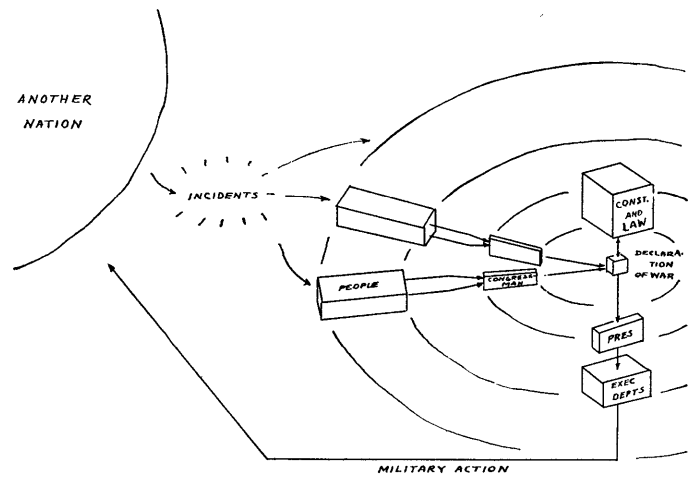 ANOTHER
NATION
INCIDENTS
CONST.
AND
LAW
DECLARA-
TION
OF WAR
PEOPLE
CONGRESS-
MAN
PRES
EXEC
DEPTS
MILITARY ACTION